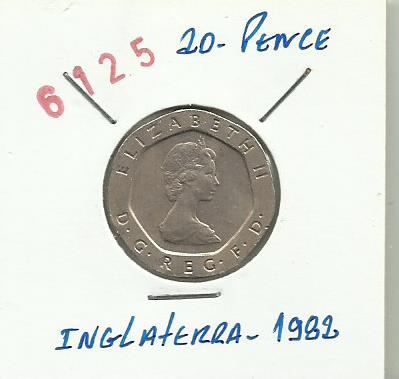 6125
20- PENCE
ELIZABETH II
D·G·REG·F·D·
INGLATERRA- 1982